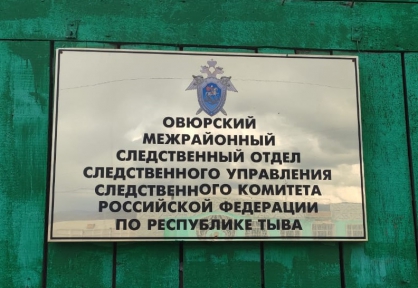 ОВЮРСКИЙ
МЕЖРАЙОННЫЙ
СЛЕДСТВЕННЫЙ ОТДЕЛ
СЛЕДСТВЕННОГО УПРАВЛЕНИЯ
СЛЕДСТВЕННОГО КОМИТЕТА
РОССИЙСКОЙ ФЕДЕРАЦИИ
ПО РЕСПУБЛИКЕ ТЫВА